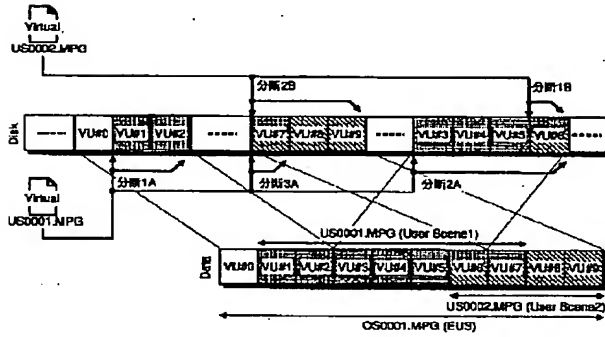 Virtual
US0002.MPG
分断2B
分断1B
Disk
VU#0
VU#1
VU#2
VU#7
VU#8
VU#9
VU#3
VU#4
VU#5
VU#6
分断1A
分断3A
分断2A
Virtual
US0001.MPG
US0001.MPG (User Scene1)
Data
VU#0
VU#1
VU#2
VU#3
VU#4
VU#5
VU#6
VU#7
VU#8
VU#9
US0002.MPG (User Scene2)
OS0001.MPG (EUS)